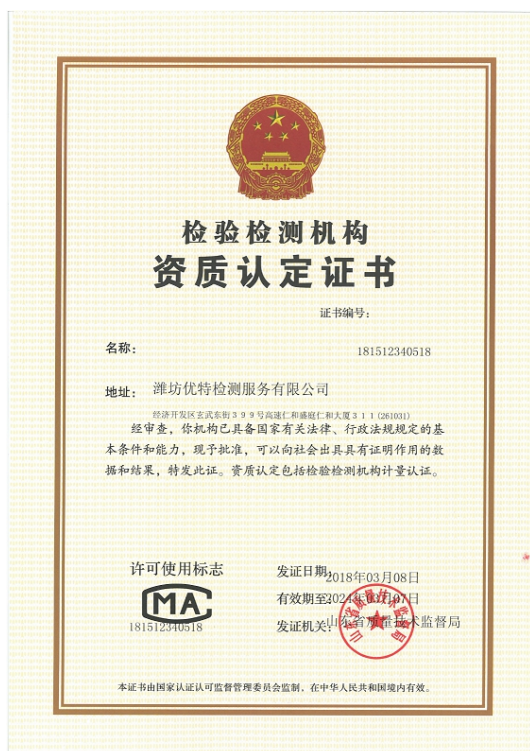 检验检测机构
资质认定证书
证书编号：
名称：
181512340518
地址：
潍坊优特检测服务有限公司
经济开发区玄武东街399号高速仁和盛庭仁和大厦311(261031)
经审查，你机构已具备国家有关法律、行政法规规定的基
本条件和能力，现予批准，可以向社会出具具有证明作用的数
据和结果，特发此证。资质认定包括检验检测机构计量认证。
许可使用标志
MA
181512340518
发证日期：2018年03月08日
有效期至：2024年03月07日
发证机关：山东省质量技术监督局
山东省质量技术监督局
本证书由国家认证认可监督管理委员会监制，在中华人民共和国境内有效。